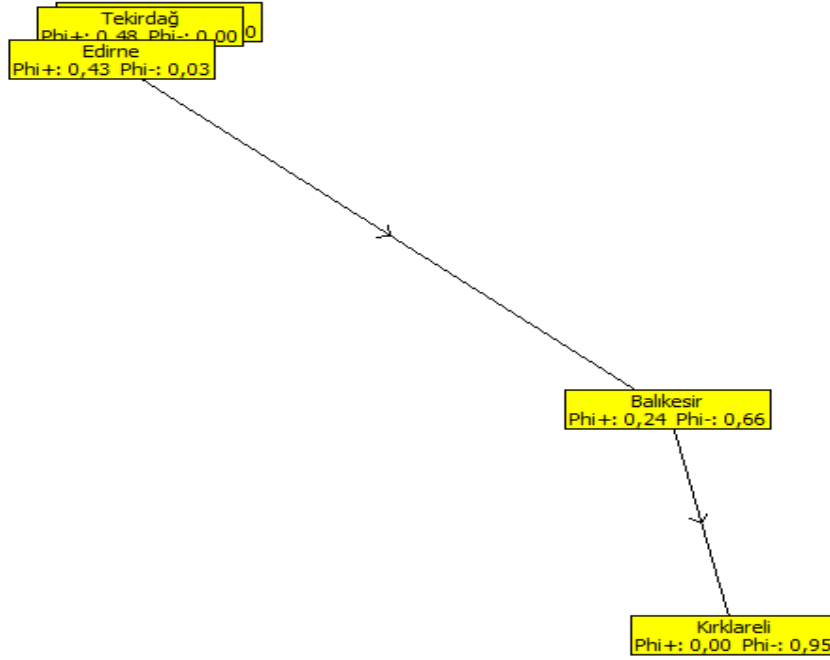 Tekirdağ
Phi+: 0,48 Phi-: 0,00
0
Edirne
Phi+: 0,43 Phi-: 0,03
Balıkesir
Phi+: 0,24 Phi-: 0,66
Kırklareli
Phi+: 0,00 Phi-: 0,95